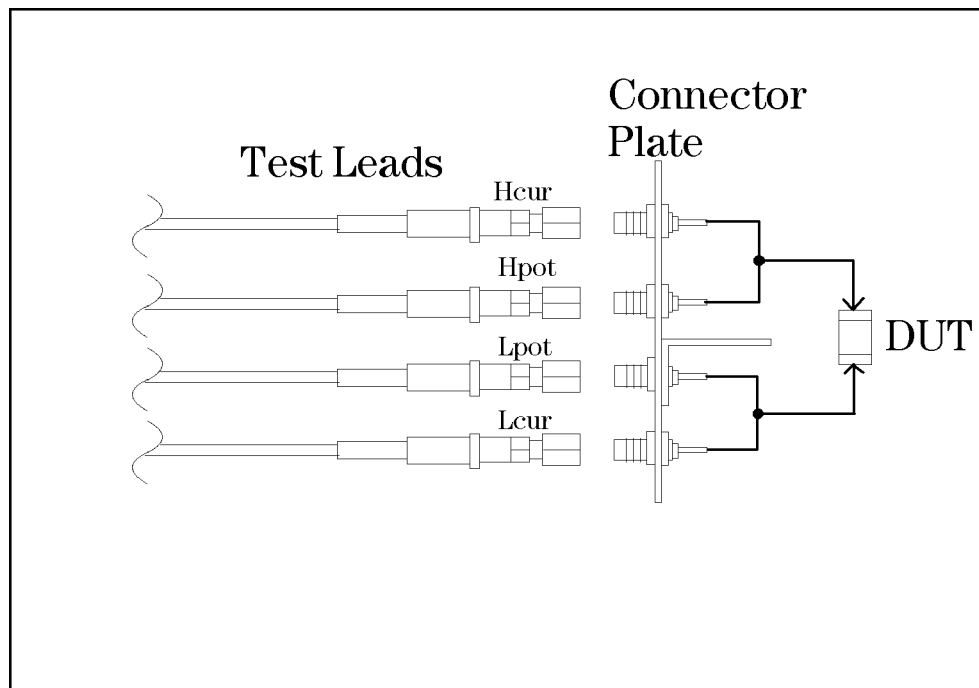 Connector
Plate
Test Leads
Hcur
Hpot
Lpot
Lcur
DUT